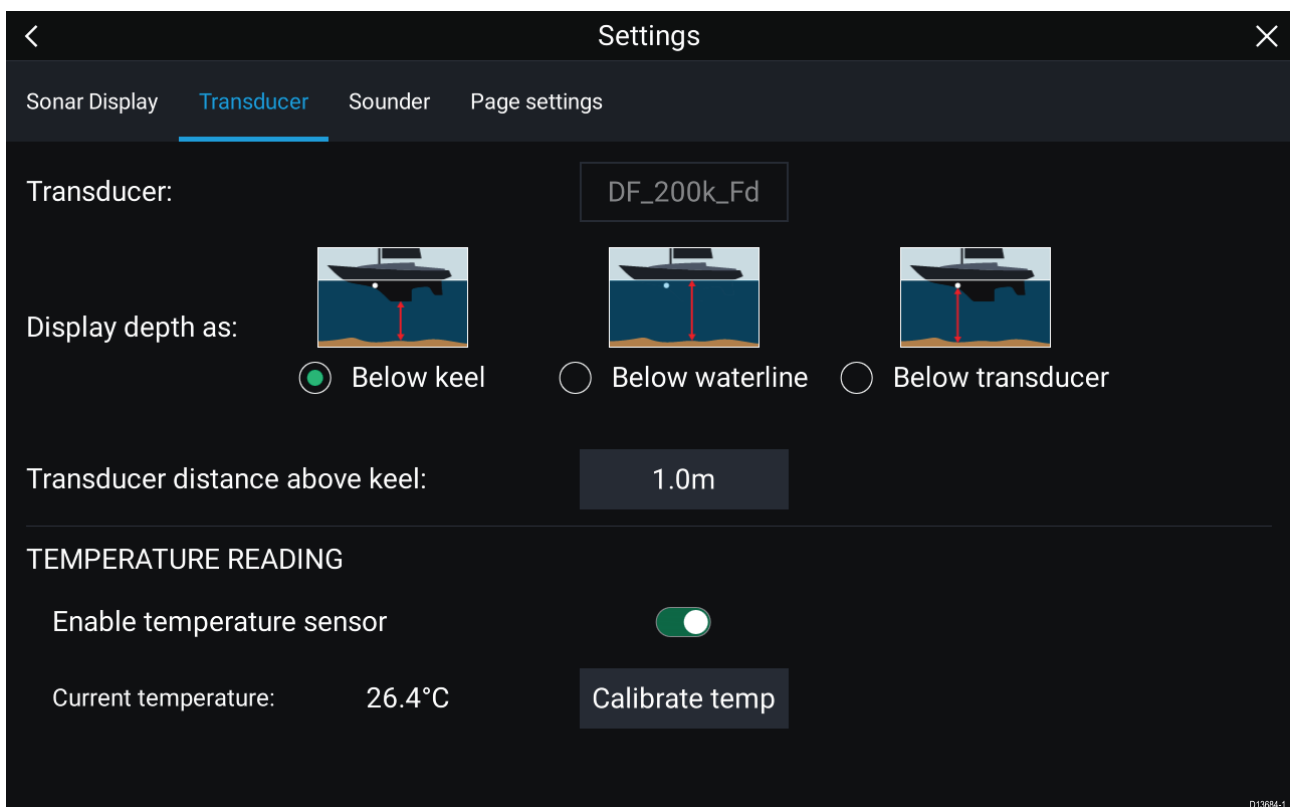 Settings
Sonar Display Transducer Sounder Page settings
Transducer: DF_200k_Fd
Display depth as:
Below keel Below waterline Below transducer
Transducer distance above keel: 1.0m
TEMPERATURE READING
Enable temperature sensor
Current temperature: 26.4°C Calibrate temp
D13684-1